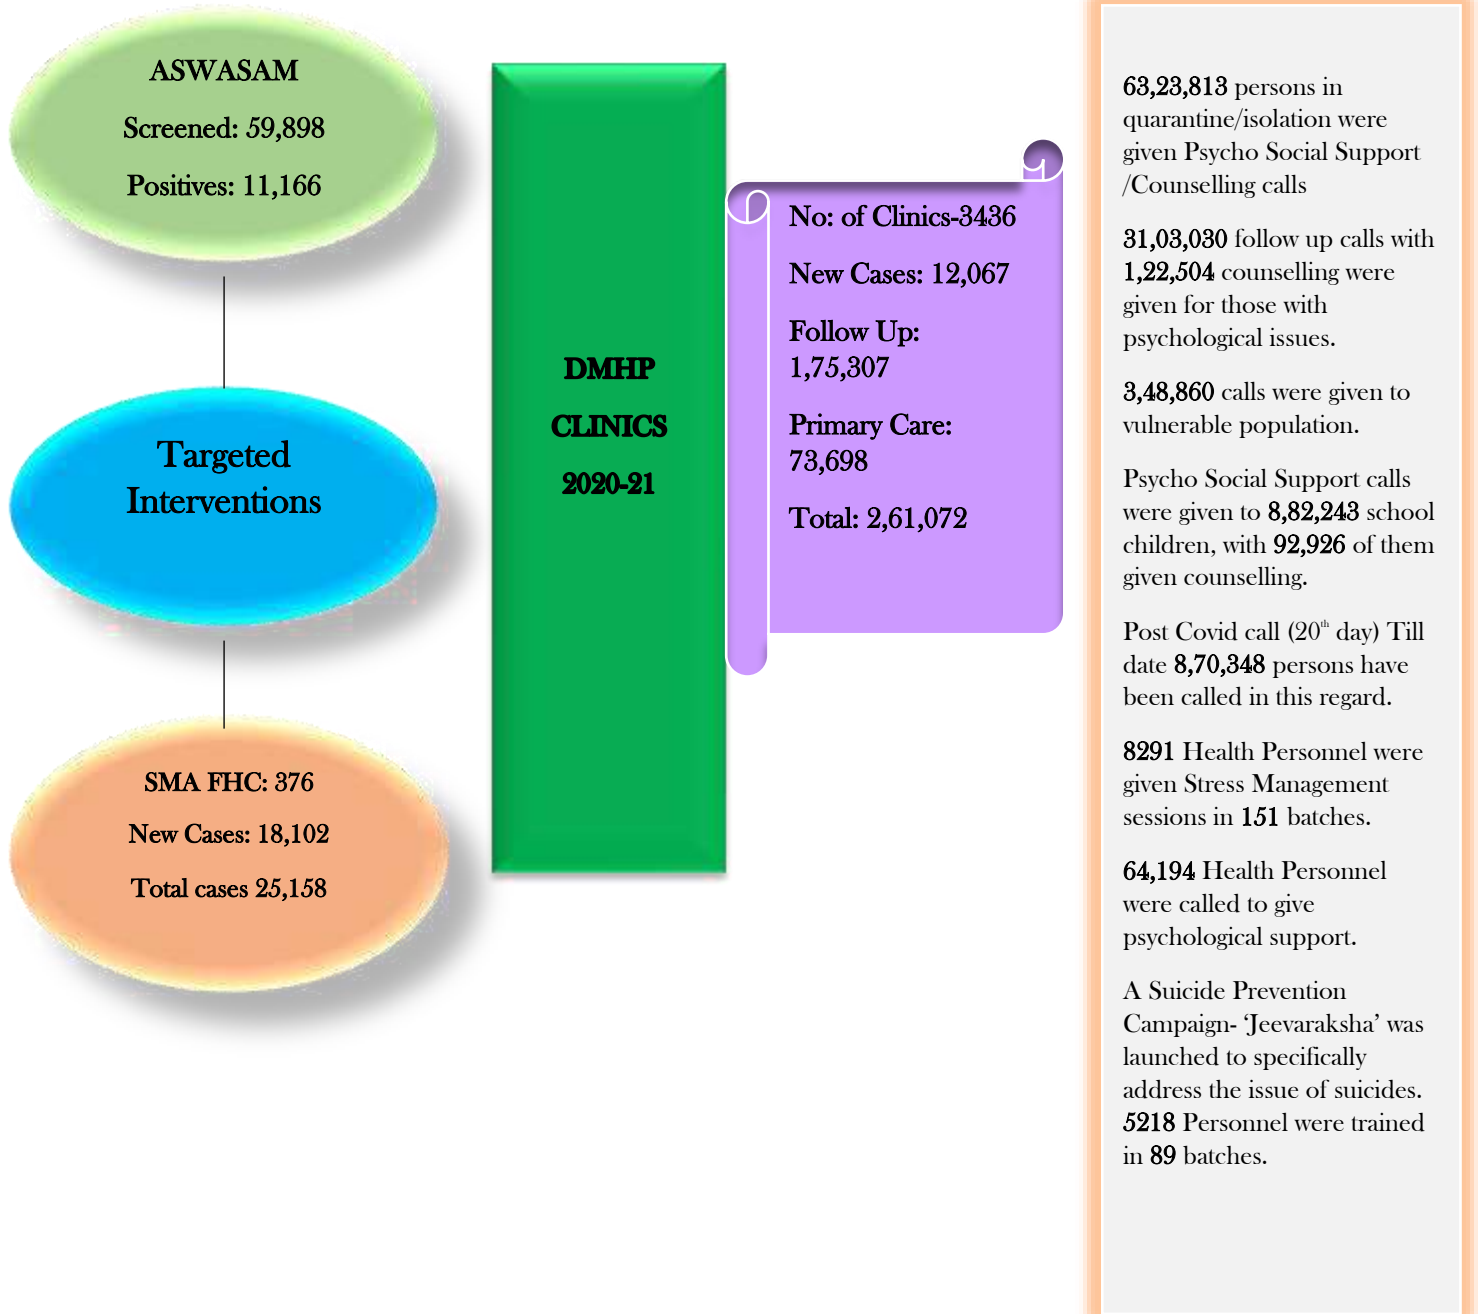 ASWASAM
Screened: 59,898
Positives: 11,166
Targeted
Interventions
SMA FHC: 376
New Cases: 18,102
Total cases 25,158
DMHP
CLINICS
2020-21
No: of Clinics-3436
New Cases: 12,067
Follow Up:
1,75,307
Primary Care:
73,698
Total: 2,61,072
63,23,813 persons in
quarantine/isolation were
given Psycho Social Support
/Counselling calls
31,03,030 follow up calls with
1,22,504 counselling were
given for those with
psychological issues.
3,48,860 calls were given to
vulnerable population.
Psycho Social Support calls
were given to 8,82,243 school
children, with 92,926 of them
given counselling.
Post Covid call (20th day) Till
date 8,70,348 persons have
been called in this regard.
8291 Health Personnel were
given Stress Management
sessions in 151 batches.
64,194 Health Personnel
were called to give
psychological support.
A Suicide Prevention
Campaign- ‘Jeevaraksha’ was
launched to specifically
address the issue of suicides.
5218 Personnel were trained
in 89 batches.